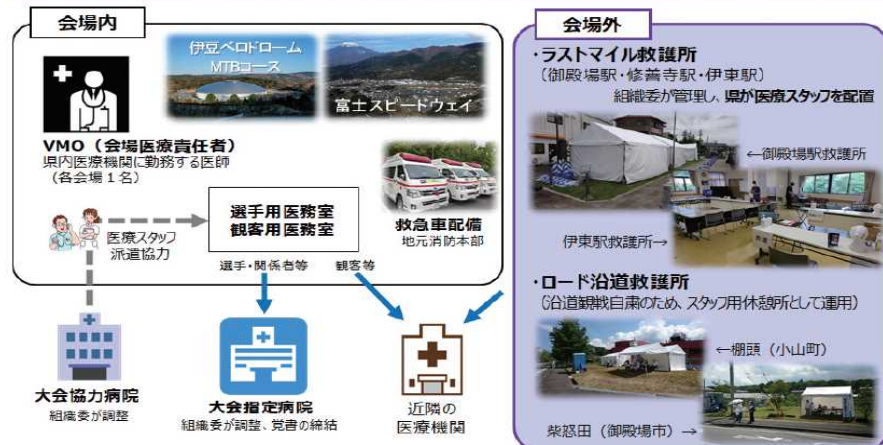 会場内
伊豆ベロドローム
MTBコース
富士スピードウェイ
VMO（会場医療責任者）
県内医療機関に勤務する医師
（各会場１名）
医療スタッフ
派遣協力
選手用医務室
観客用医務室
救急車配備
地元消防本部
選手・関係者等
観客等
大会協力病院
組織委が調整
大会指定病院
組織委が調整、覚書の締結
近隣の
医療機関
会場外
・ラストマイル救護所
（御殿場駅・修善寺駅・伊東駅）
組織委が管理し、県が医療スタッフを配置
←御殿場駅救護所
伊東駅救護所→
・ロード沿道救護所
（沿道観戦自粛のため、スタッフ用休憩所として運用）
←棚頭（小山町）
柴怒田（御殿場市）→